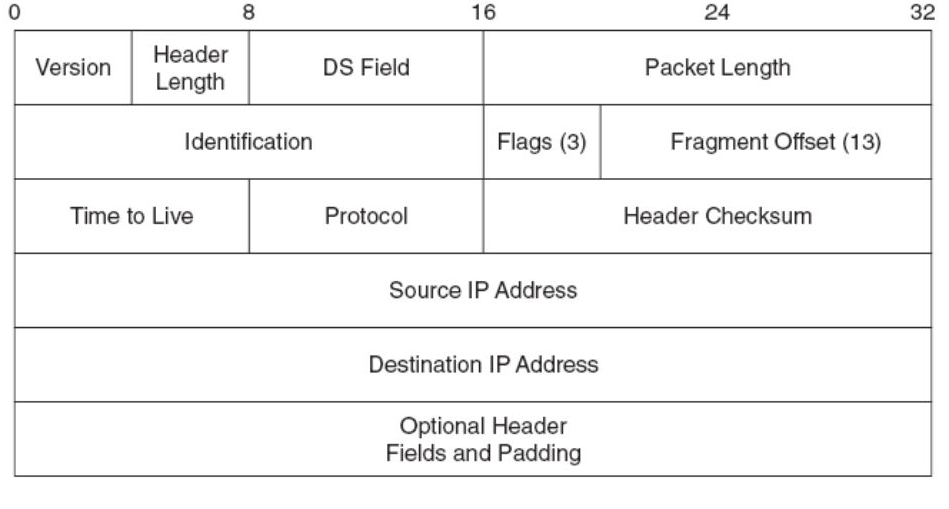 0 8 16 24 32
Version
Header
Length
DS Field
Packet Length
Identification
Flags (3)
Fragment Offset (13)
Time to Live
Protocol
Header Checksum
Source IP Address
Destination IP Address
Optional Header
Fields and Padding